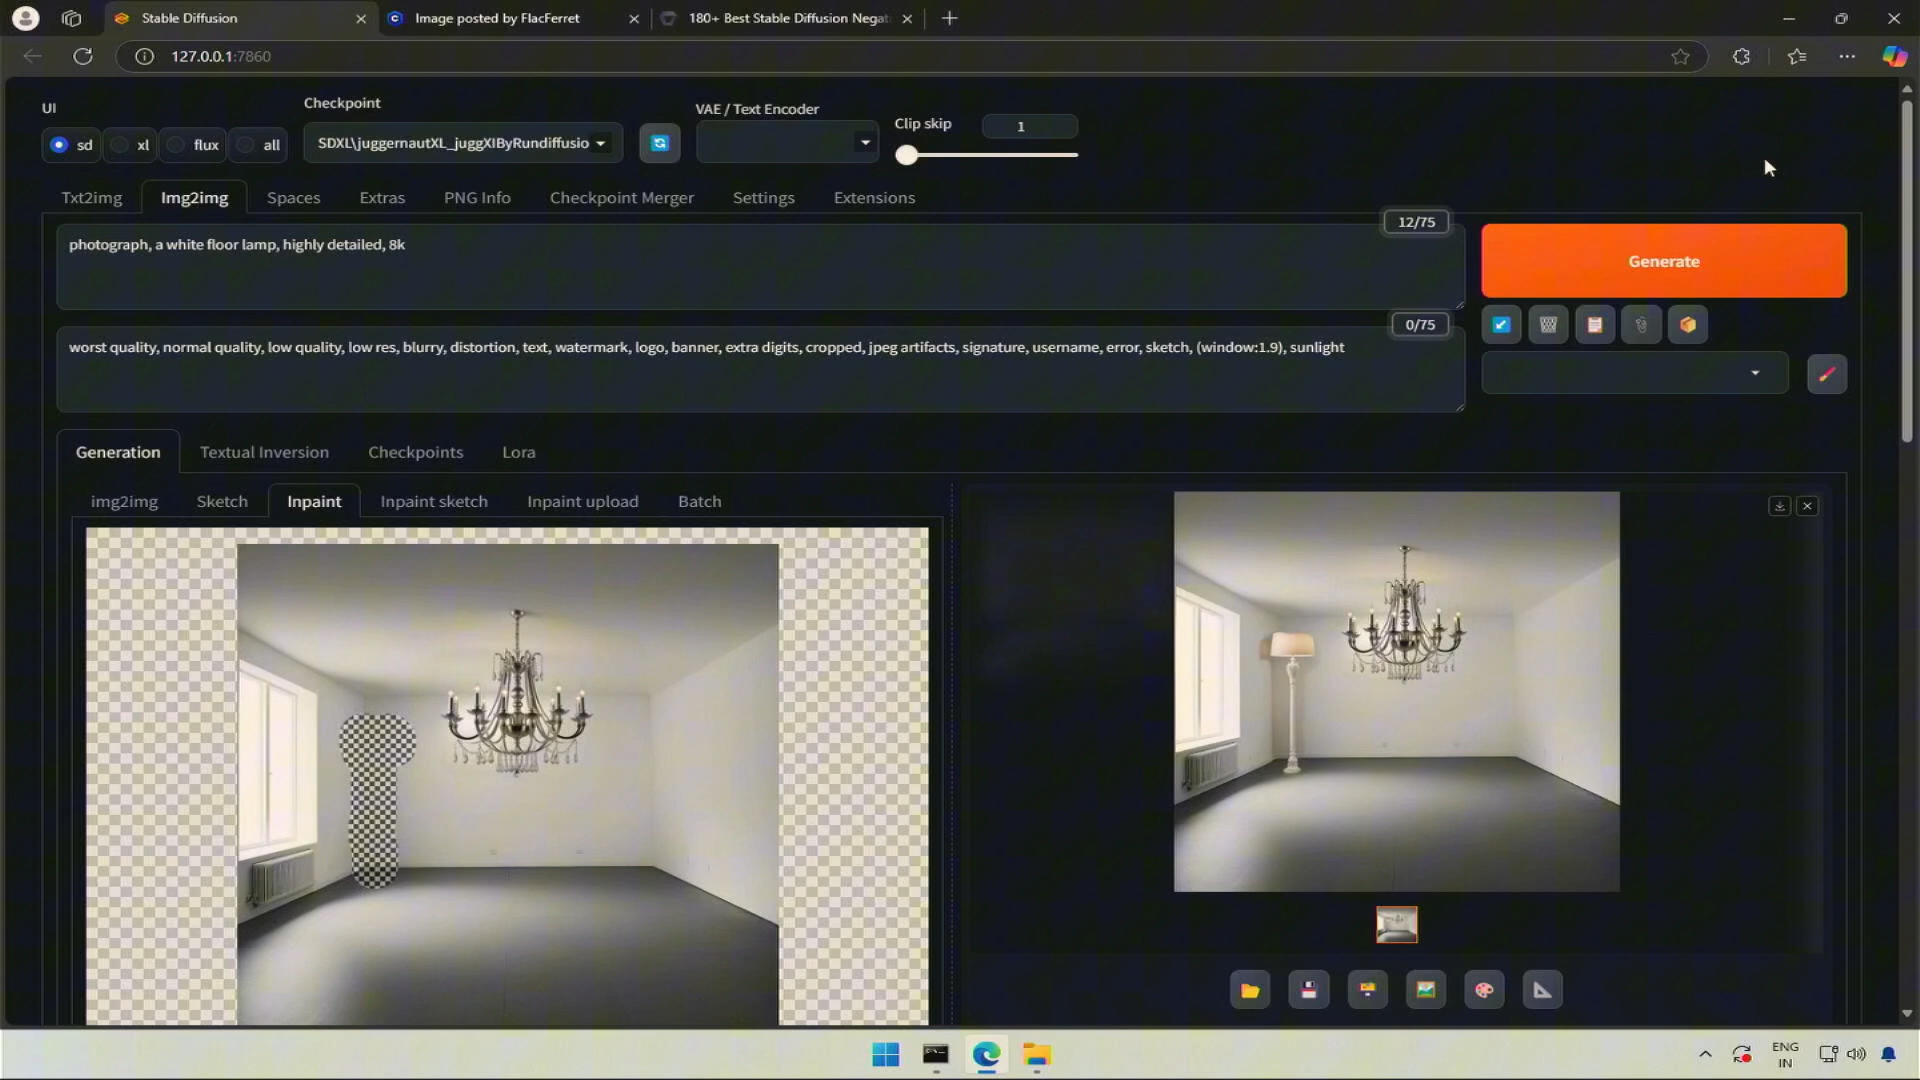 Stable Diffusion
Image posted by FlacFerret
180+ Best Stable Diffusion Negat
127.0.0.1:7860
UI
sd
xl
flux
all
Checkpoint
SDXL\juggernautXL_juggXIByRundiffusio
VAE / Text Encoder
Clip skip
1
Txt2img
Img2img
Spaces
Extras
PNG Info
Checkpoint Merger
Settings
Extensions
12/75
photograph, a white floor lamp, highly detailed, 8k
Generate
0/75
worst quality, normal quality, low quality, low res, blurry, distortion, text, watermark, logo, banner, extra digits, cropped, jpeg artifacts, signature, username, error, sketch, (window:1.9), sunlight
Generation
Textual Inversion
Checkpoints
Lora
img2img
Sketch
Inpaint
Inpaint sketch
Inpaint upload
Batch
ENG
IN